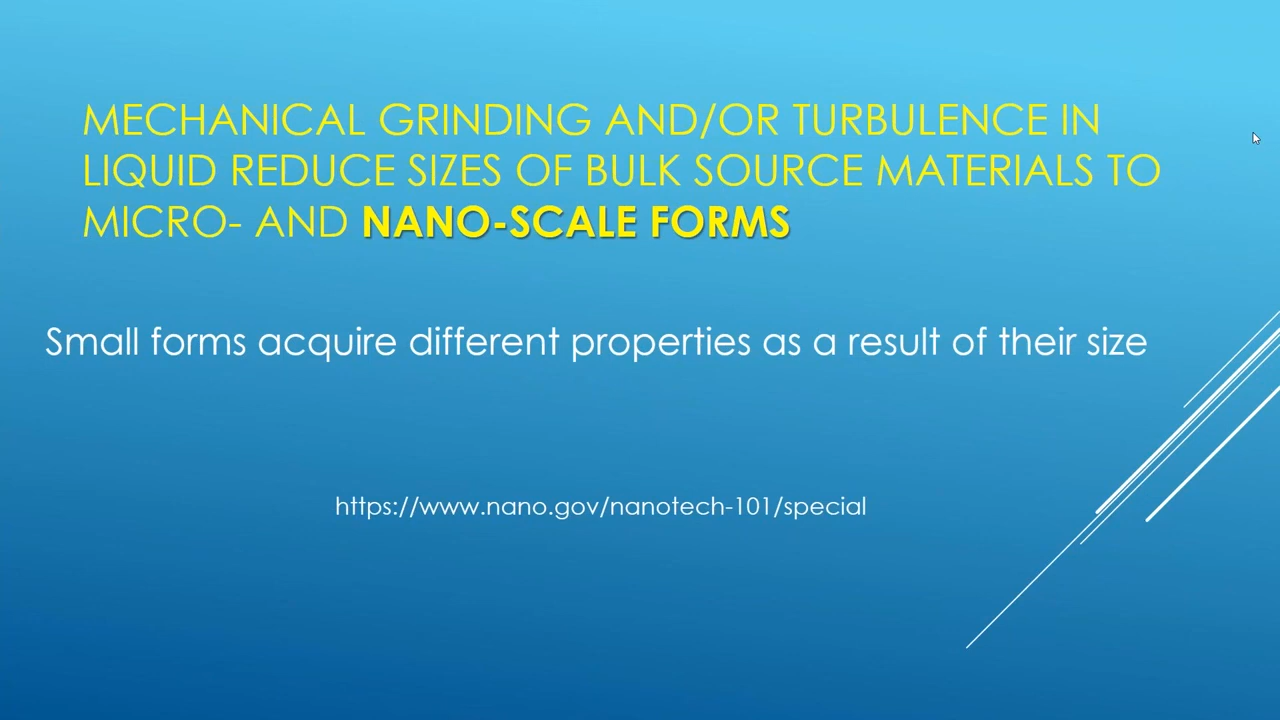 MECHANICAL GRINDING AND/OR TURBULENCE IN
LIQUID REDUCE SIZES OF BULK SOURCE MATERIALS TO
MICRO- AND NANO-SCALE FORMS
Small forms acquire different properties as a result of their size
https://www.nano.gov/nanotech-101/special